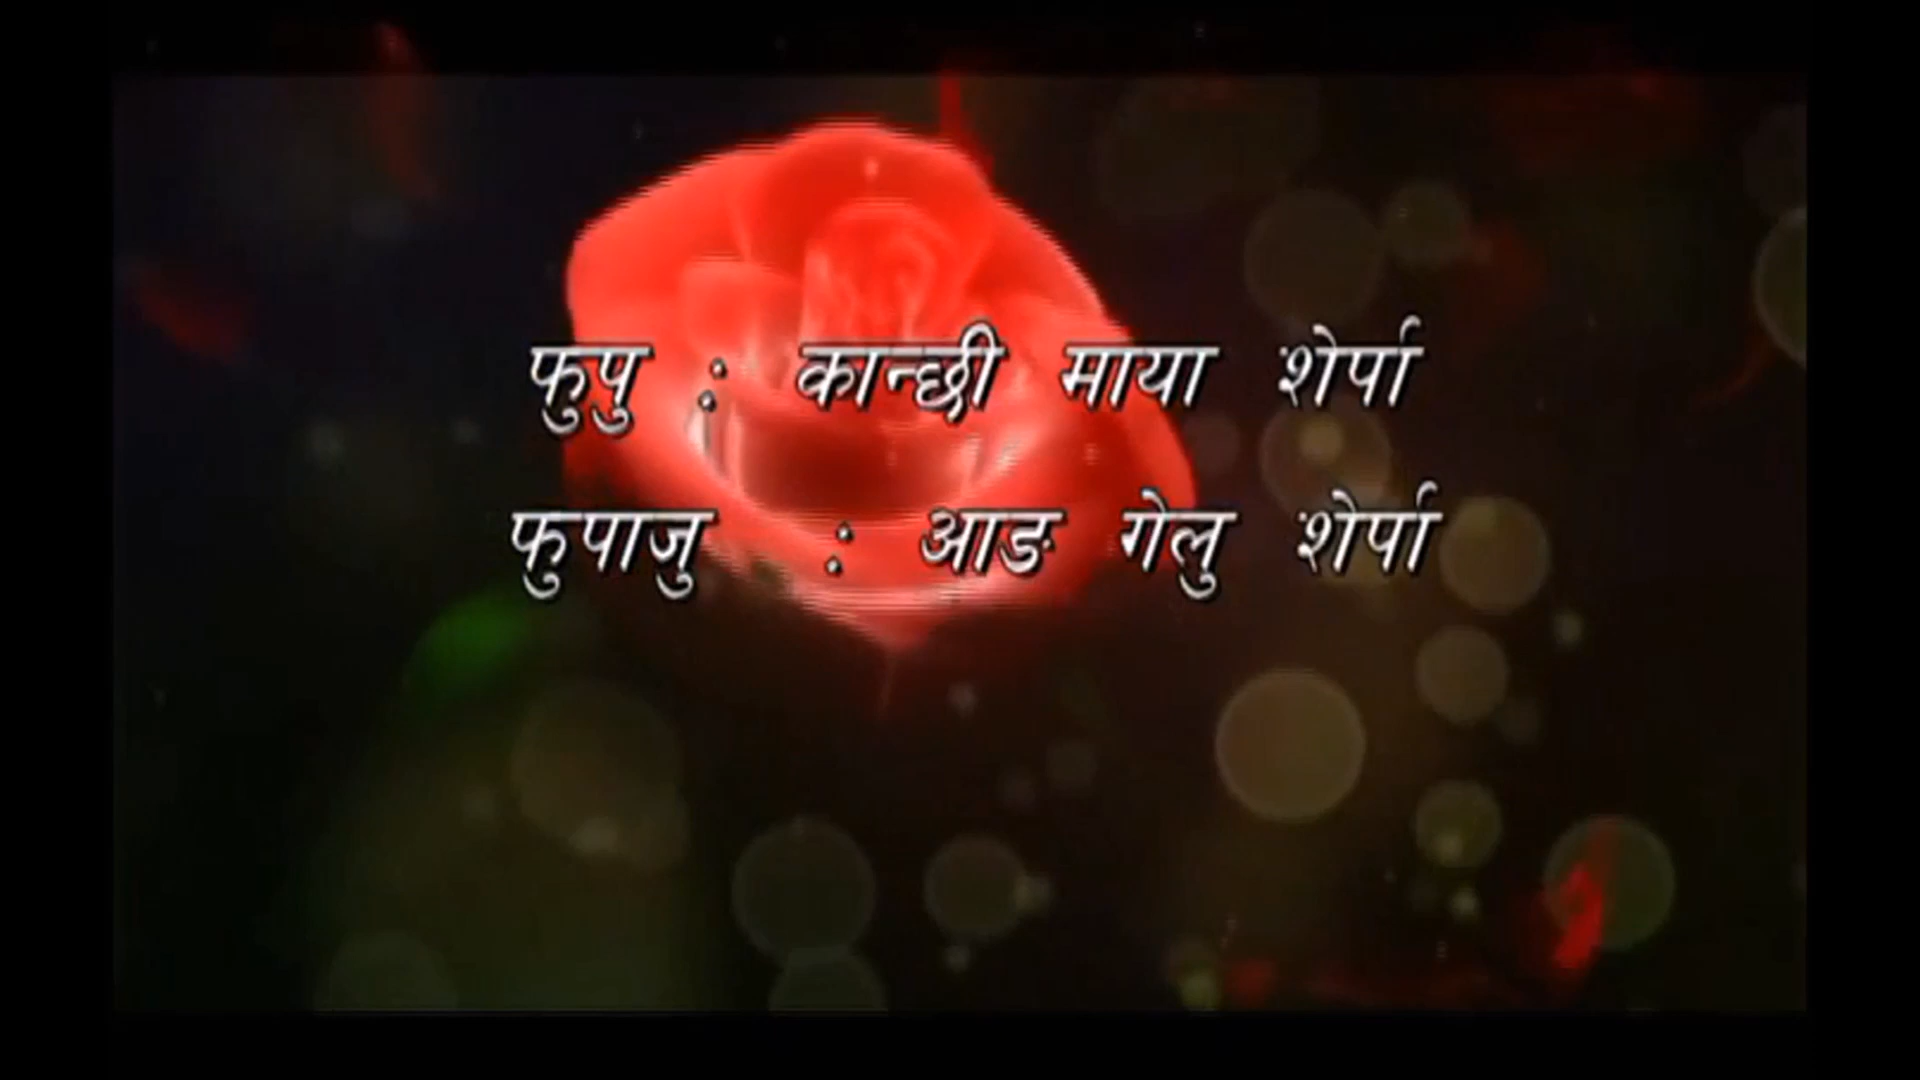 फुपु : कान्छी माया शेर्पा
फुपाजु : आङ गेलु शेर्पा